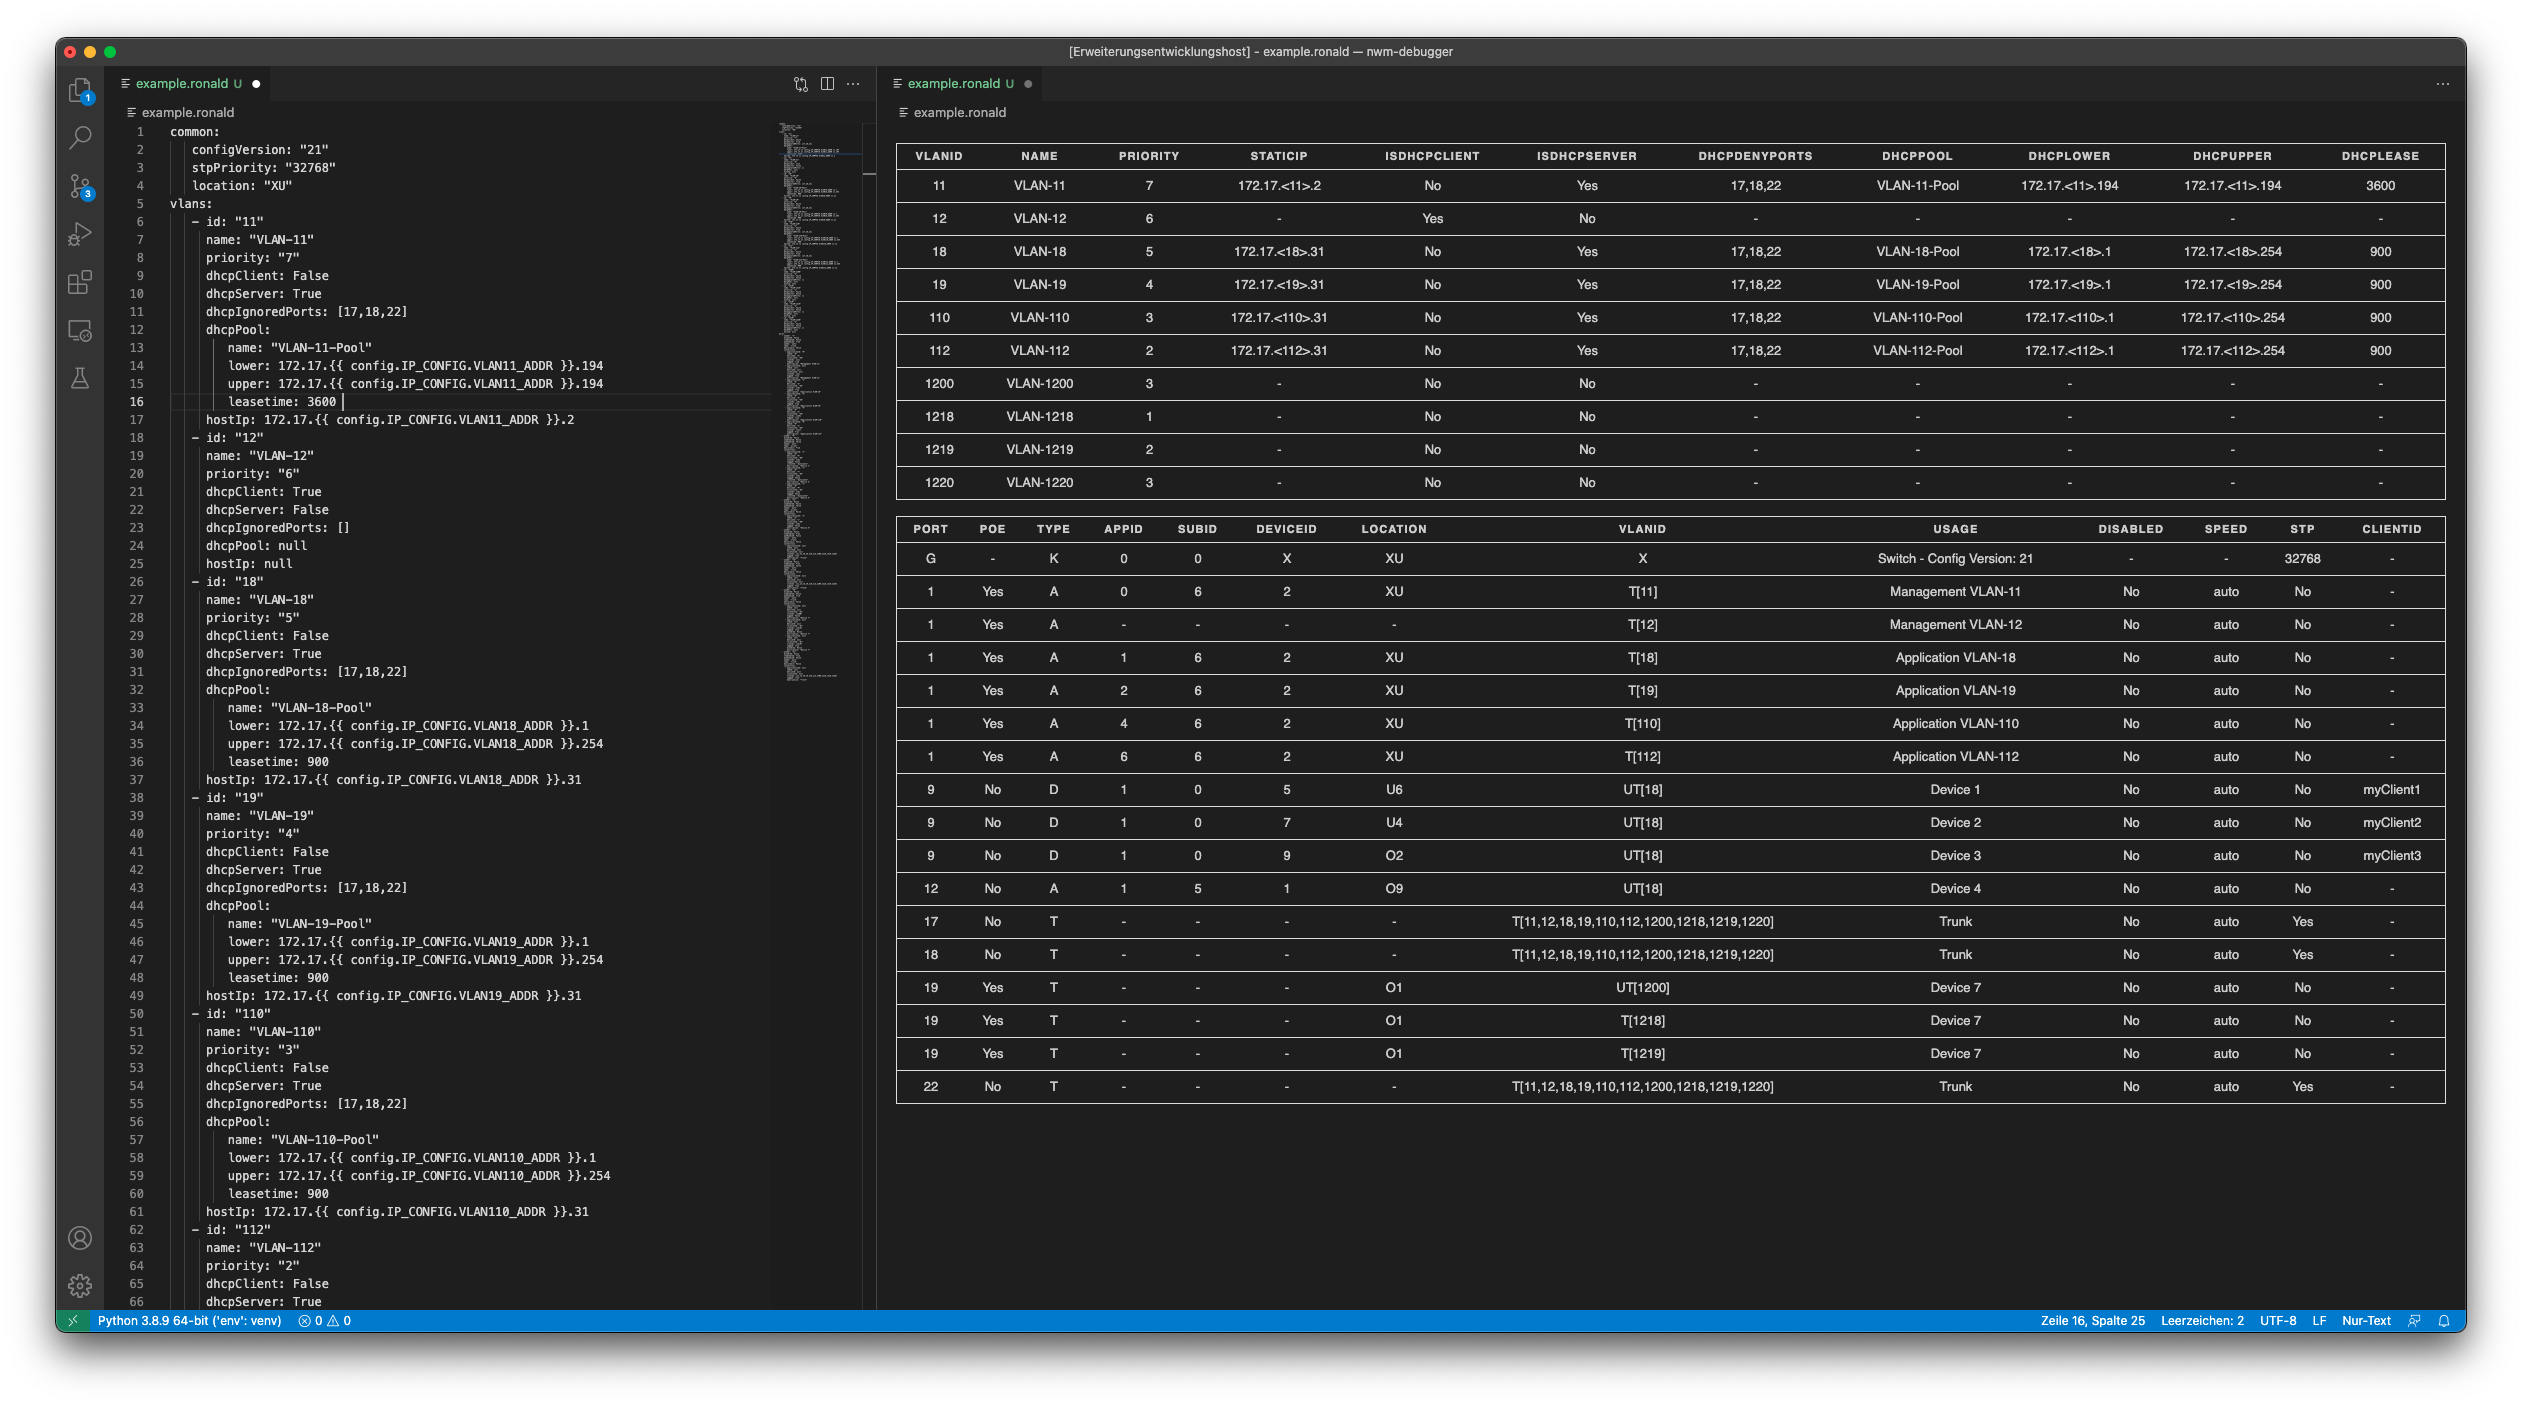 [Erweiterungsentwicklungshost] - example.ronald — nwm-debugger
example.ronald U
example.ronald
1 common:
2 configVersion: "21"
3 stpPriority: "32768"
4 location: "XU"
5 vlans:
6 - id: "11"
7 name: "VLAN-11"
8 priority: "7"
9 dhcpClient: False
10 dhcpServer: True
11 dhcpIgnoredPorts: [17,18,22]
12 dhcpPool:
13 name: "VLAN-11-Pool"
14 lower: 172.17.{{ config.IP_CONFIG.VLAN11_ADDR }}.194
15 upper: 172.17.{{ config.IP_CONFIG.VLAN11_ADDR }}.194
16 leasetime: 3600
17 hostIp: 172.17.{{ config.IP_CONFIG.VLAN11_ADDR }}.2
18 - id: "12"
19 name: "VLAN-12"
20 priority: "6"
21 dhcpClient: True
22 dhcpServer: False
23 dhcpIgnoredPorts: []
24 dhcpPool: null
25 hostIp: null
26 - id: "18"
27 name: "VLAN-18"
28 priority: "5"
29 dhcpClient: False
30 dhcpServer: True
31 dhcpIgnoredPorts: [17,18,22]
32 dhcpPool:
33 name: "VLAN-18-Pool"
34 lower: 172.17.{{ config.IP_CONFIG.VLAN18_ADDR }}.1
35 upper: 172.17.{{ config.IP_CONFIG.VLAN18_ADDR }}.254
36 leasetime: 900
37 hostIp: 172.17.{{ config.IP_CONFIG.VLAN18_ADDR }}.31
38 - id: "19"
39 name: "VLAN-19"
40 priority: "4"
41 dhcpClient: False
42 dhcpServer: True
43 dhcpIgnoredPorts: [17,18,22]
44 dhcpPool:
45 name: "VLAN-19-Pool"
46 lower: 172.17.{{ config.IP_CONFIG.VLAN19_ADDR }}.1
47 upper: 172.17.{{ config.IP_CONFIG.VLAN19_ADDR }}.254
48 leasetime: 900
49 hostIp: 172.17.{{ config.IP_CONFIG.VLAN19_ADDR }}.31
50 - id: "110"
51 name: "VLAN-110"
52 priority: "3"
53 dhcpClient: False
54 dhcpServer: True
55 dhcpIgnoredPorts: [17,18,22]
56 dhcpPool:
57 name: "VLAN-110-Pool"
58 lower: 172.17.{{ config.IP_CONFIG.VLAN110_ADDR }}.1
59 upper: 172.17.{{ config.IP_CONFIG.VLAN110_ADDR }}.254
60 leasetime: 900
61 hostIp: 172.17.{{ config.IP_CONFIG.VLAN110_ADDR }}.31
62 - id: "112"
63 name: "VLAN-112"
64 priority: "2"
65 dhcpClient: False
66 dhcpServer: True
example.ronald U
example.ronald
VLANID NAME PRIORITY STATICIP ISDHCPCLIENT ISDHCPSERVER DHCPDENYPORTS DHCPPOOL DHCPLOWER DHCPUPPER DHCPLEASE
11 VLAN-11 7 172.17.<11>.2 No Yes 17,18,22 VLAN-11-Pool 172.17.<11>.194 172.17.<11>.194 3600
12 VLAN-12 6 - Yes No - - - - -
18 VLAN-18 5 172.17.<18>.31 No Yes 17,18,22 VLAN-18-Pool 172.17.<18>.1 172.17.<18>.254 900
19 VLAN-19 4 172.17.<19>.31 No Yes 17,18,22 VLAN-19-Pool 172.17.<19>.1 172.17.<19>.254 900
110 VLAN-110 3 172.17.<110>.31 No Yes 17,18,22 VLAN-110-Pool 172.17.<110>.1 172.17.<110>.254 900
112 VLAN-112 2 172.17.<112>.31 No Yes 17,18,22 VLAN-112-Pool 172.17.<112>.1 172.17.<112>.254 900
1200 VLAN-1200 3 - No No - - - - -
1218 VLAN-1218 1 - No No - - - - -
1219 VLAN-1219 2 - No No - - - - -
1220 VLAN-1220 3 - No No - - - - -
PORT POE TYPE APPID SUBID DEVICEID LOCATION VLANID USAGE DISABLED SPEED STP CLIENTID
G - K 0 0 X XU X Switch - Config Version: 21 - - 32768 -
1 Yes A 0 6 2 XU T[11] Management VLAN-11 No auto No -
1 Yes A - - - - T[12] Management VLAN-12 No auto No -
1 Yes A 1 6 2 XU T[18] Application VLAN-18 No auto No -
1 Yes A 2 6 2 XU T[19] Application VLAN-19 No auto No -
1 Yes A 4 6 2 XU T[110] Application VLAN-110 No auto No -
1 Yes A 6 6 2 XU T[112] Application VLAN-112 No auto No -
9 No D 1 0 5 U6 UT[18] Device 1 No auto No myClient1
9 No D 1 0 7 U4 UT[18] Device 2 No auto No myClient2
9 No D 1 0 9 O2 UT[18] Device 3 No auto No myClient3
12 No A 1 5 1 O9 UT[18] Device 4 No auto No -
17 No T - - - - T[11,12,18,19,110,112,1200,1218,1219,1220] Trunk No auto Yes -
18 No T - - - - T[11,12,18,19,110,112,1200,1218,1219,1220] Trunk No auto Yes -
19 Yes T - - - O1 UT[1200] Device 7 No auto No -
19 Yes T - - - O1 T[1218] Device 7 No auto No -
19 Yes T - - - O1 T[1219] Device 7 No auto No -
22 No T - - - - T[11,12,18,19,110,112,1200,1218,1219,1220] Trunk No auto Yes -
1
3
Python 3.8.9 64-bit ('env': venv) 0 0
Zeile 16, Spalte 25 Leerzeichen: 2 UTF-8 LF Nur-Text